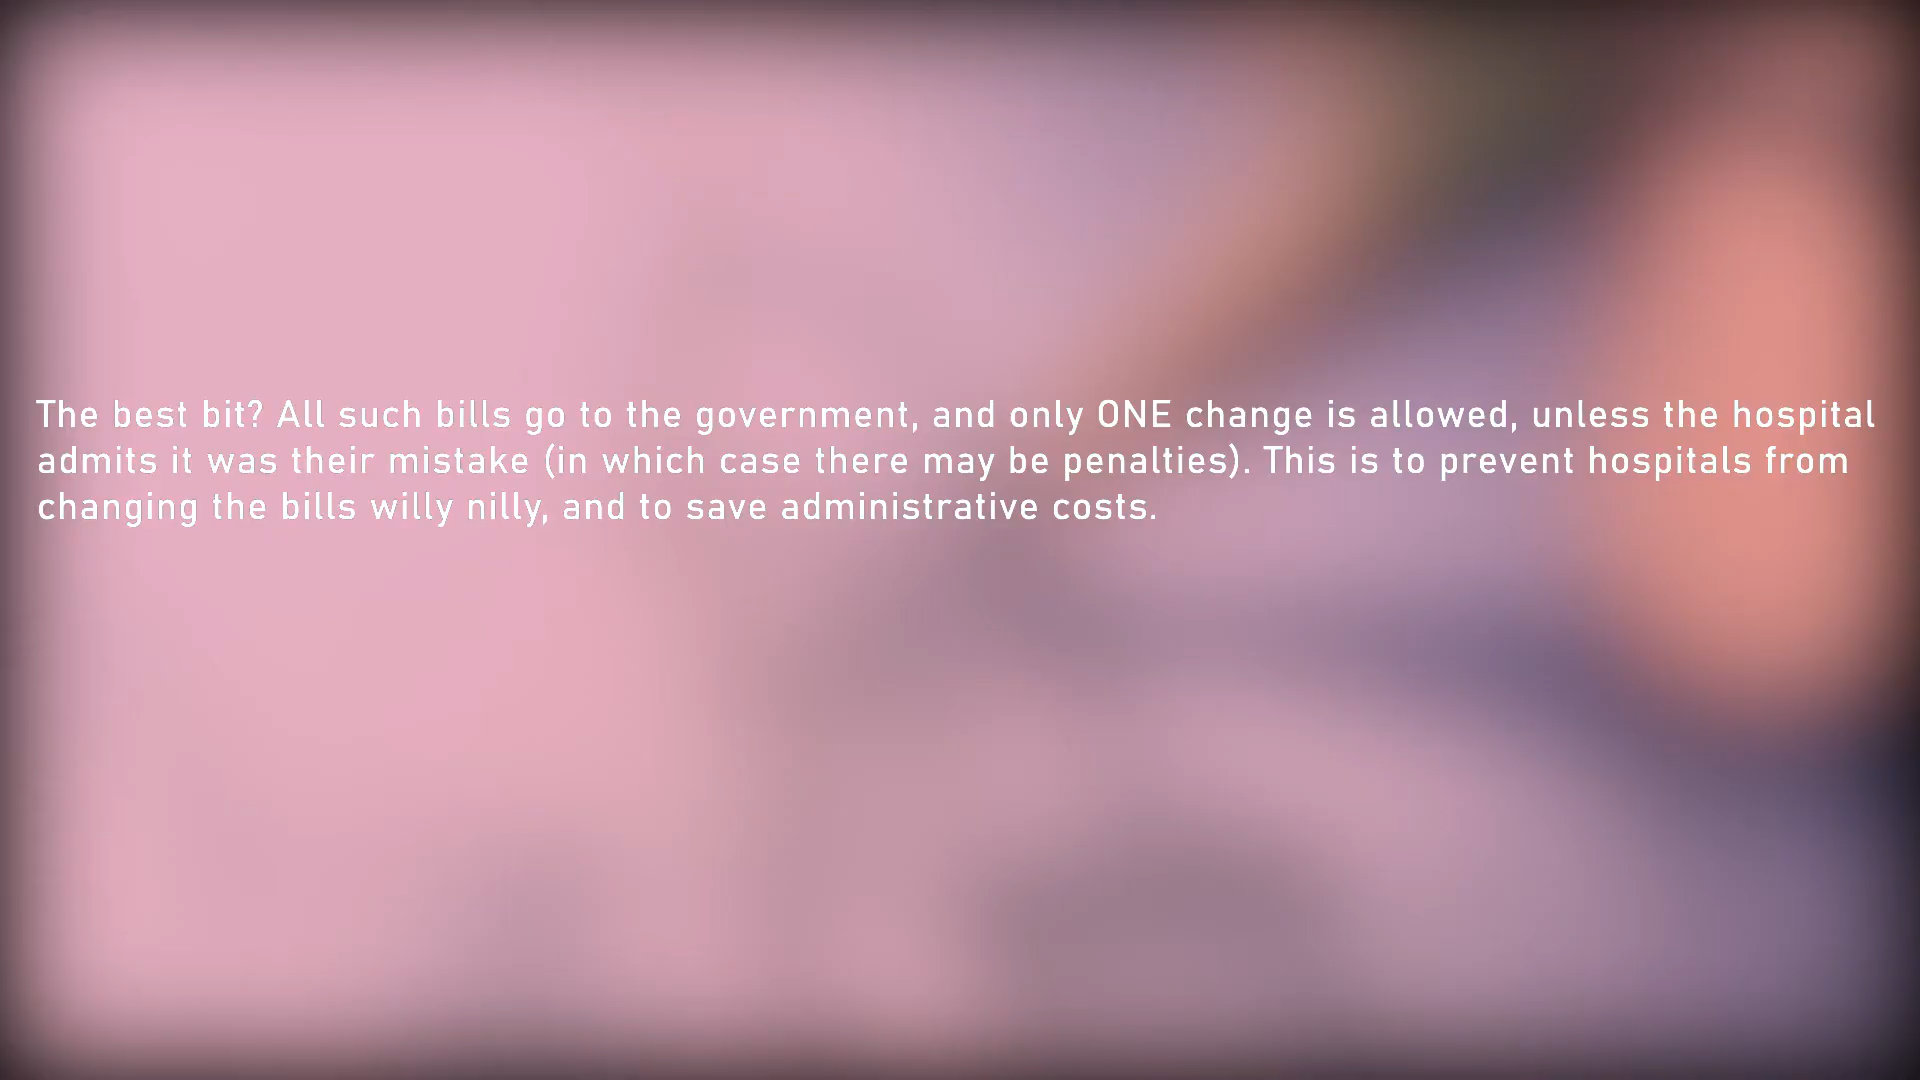 The best bit? All such bills go to the government, and only ONE change is allowed, unless the hospital
admits it was their mistake (in which case there may be penalties). This is to prevent hospitals from
changing the bills willy nilly, and to save administrative costs.